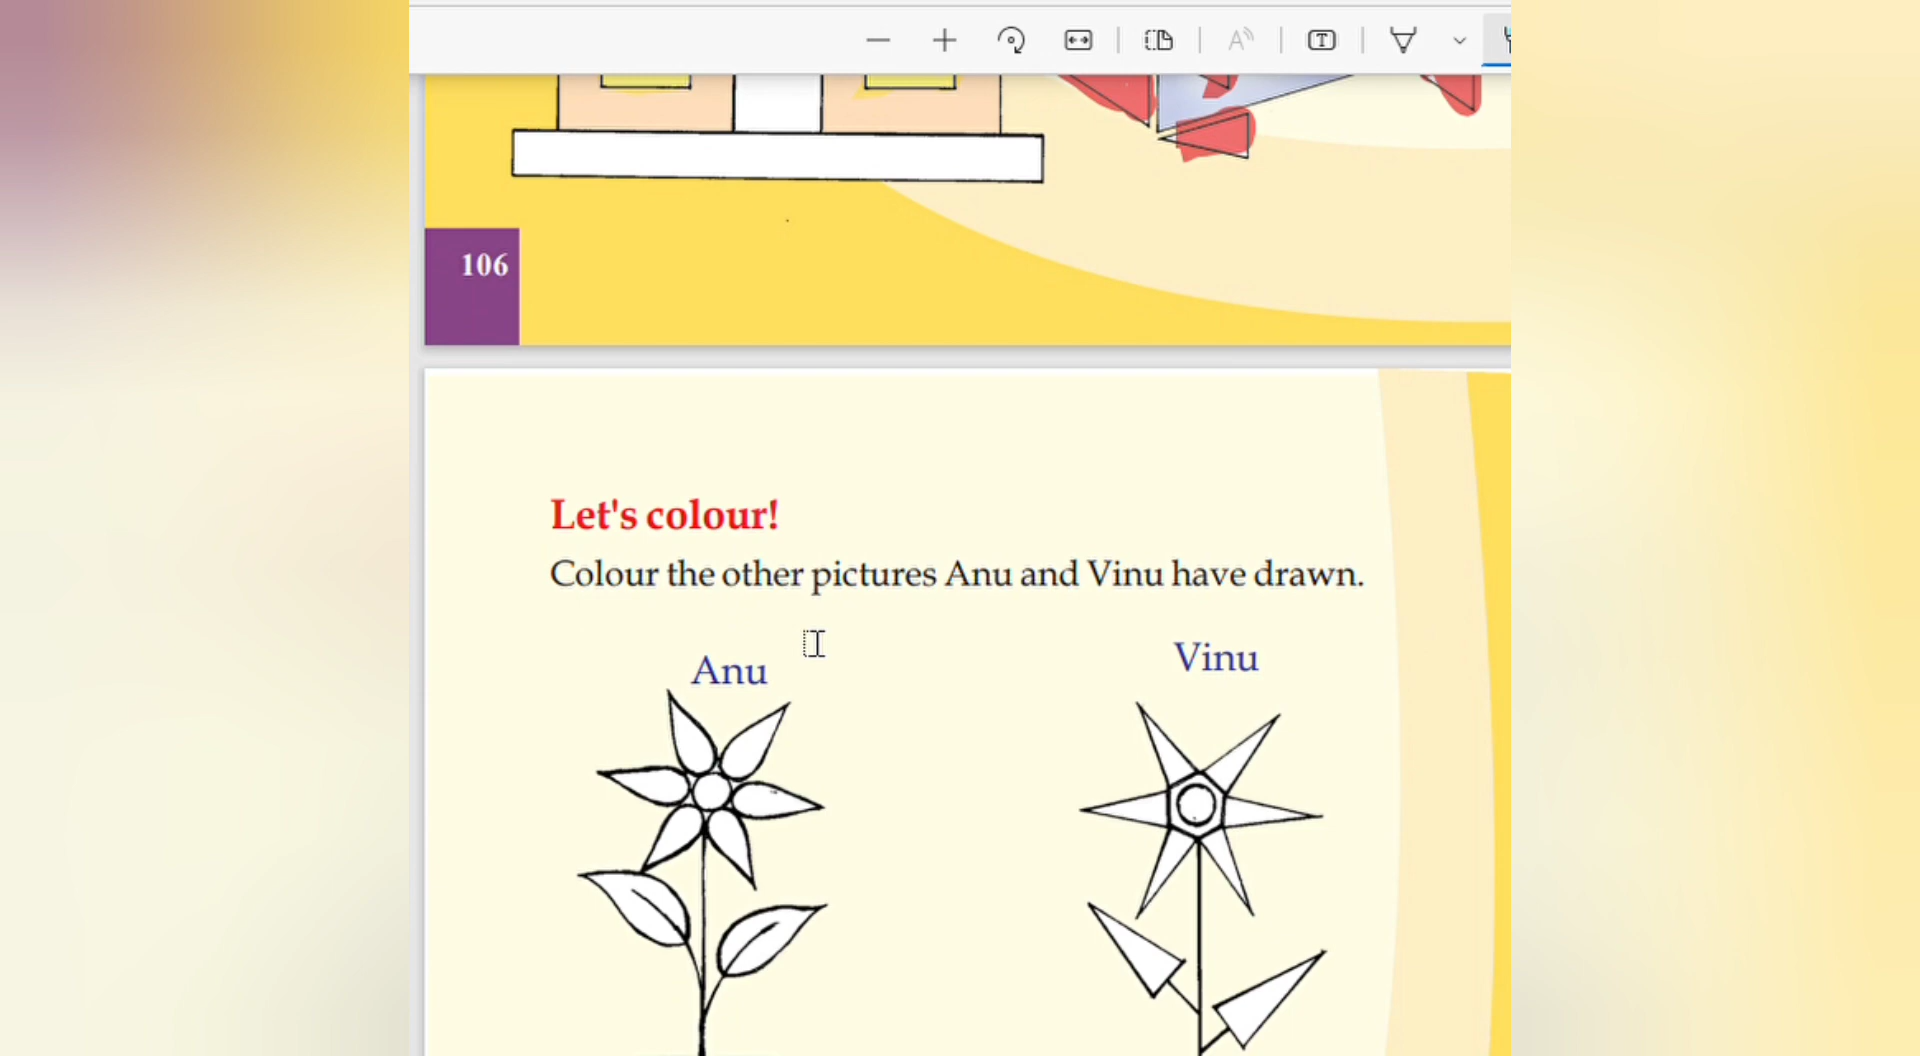 106
Let's colour!
Colour the other pictures Anu and Vinu have drawn.
Anu
Vinu